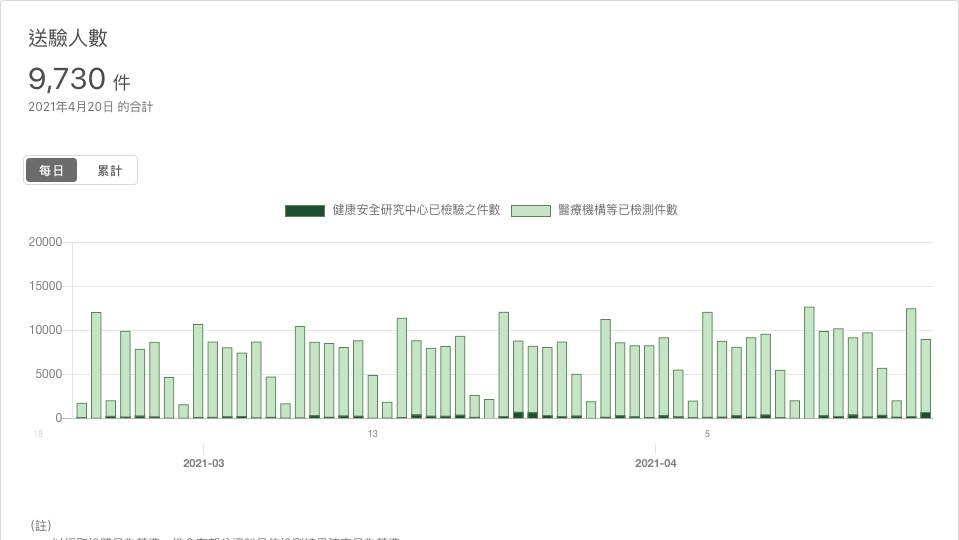 送驗人數
9,730 件
2021年4月20日 的合計
每日 累計
健康安全研究中心已檢驗之件數 醫療機構等已檢測件數
20000
15000
10000
5000
0
18 13 5
2021-03 2021-04
(註)